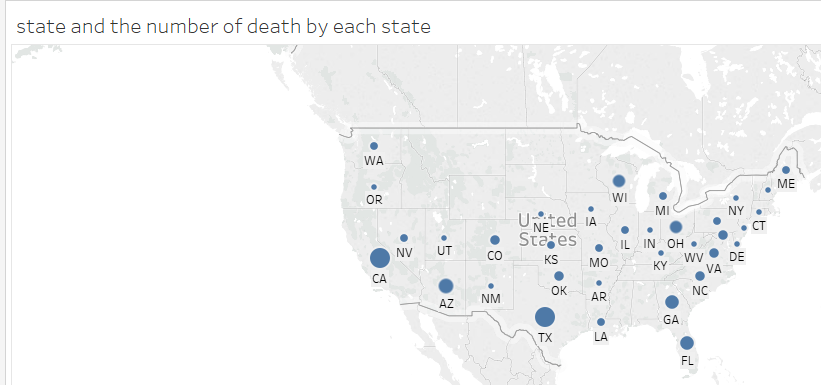 state and the number of death by each state
WA
ME
OR
WI
MI
NY
NE
United
States
IA
CT
NV
UT
CO
KS
MO
IL
IN
OH
KY
WV
VA
DE
CA
AZ
NM
OK
AR
NC
TX
LA
GA
FL